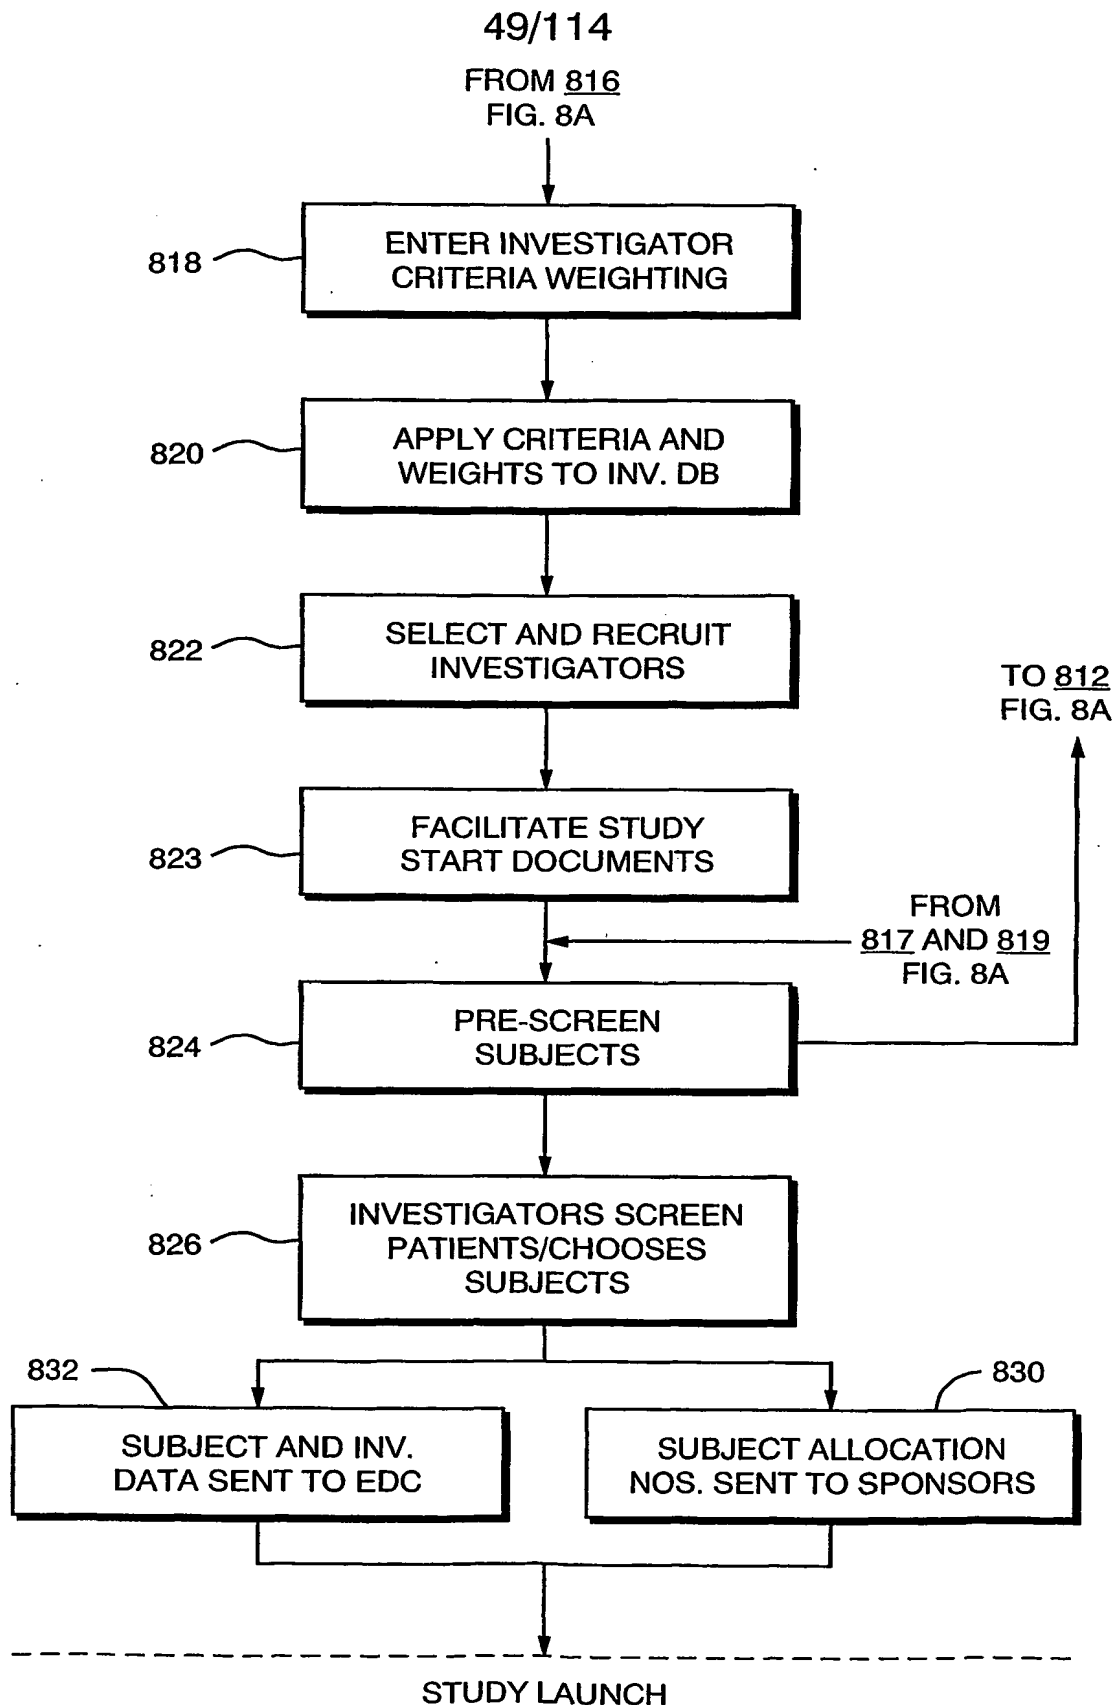 49/114
FROM 816
FIG. 8A
818
ENTER INVESTIGATOR
CRITERIA WEIGHTING
820
APPLY CRITERIA AND
WEIGHTS TO INV. DB
822
SELECT AND RECRUIT
INVESTIGATORS
TO 812
FIG. 8A
823
FACILITATE STUDY
START DOCUMENTS
FROM
817 AND 819
FIG. 8A
824
PRE-SCREEN
SUBJECTS
826
INVESTIGATORS SCREEN
PATIENTS/CHOOSES
SUBJECTS
832
SUBJECT AND INV.
DATA SENT TO EDC
830
SUBJECT ALLOCATION
NOS. SENT TO SPONSORS
STUDY LAUNCH